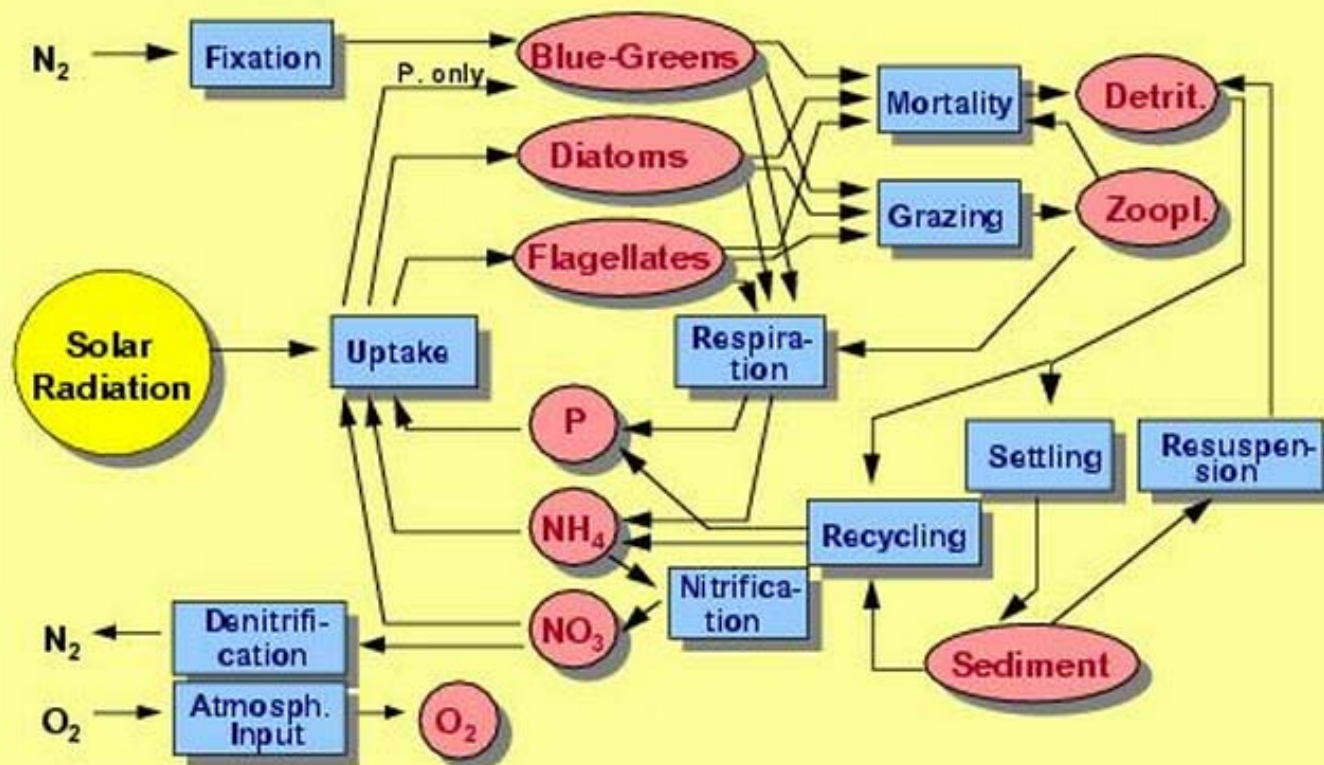 N₂
Fixation
Blue-Greens
P. only
Mortality
Detrit.
Diatoms
Grazing
Zoopl.
Flagellates
Solar
Radiation
Uptake
Respira-
tion
P
Settling
Resuspen-
sion
NH₄
Recycling
Nitrifica-
tion
N₂
Denitrifi-
cation
NO₃
Sediment
O₂
Atmosph.
Input
O₂